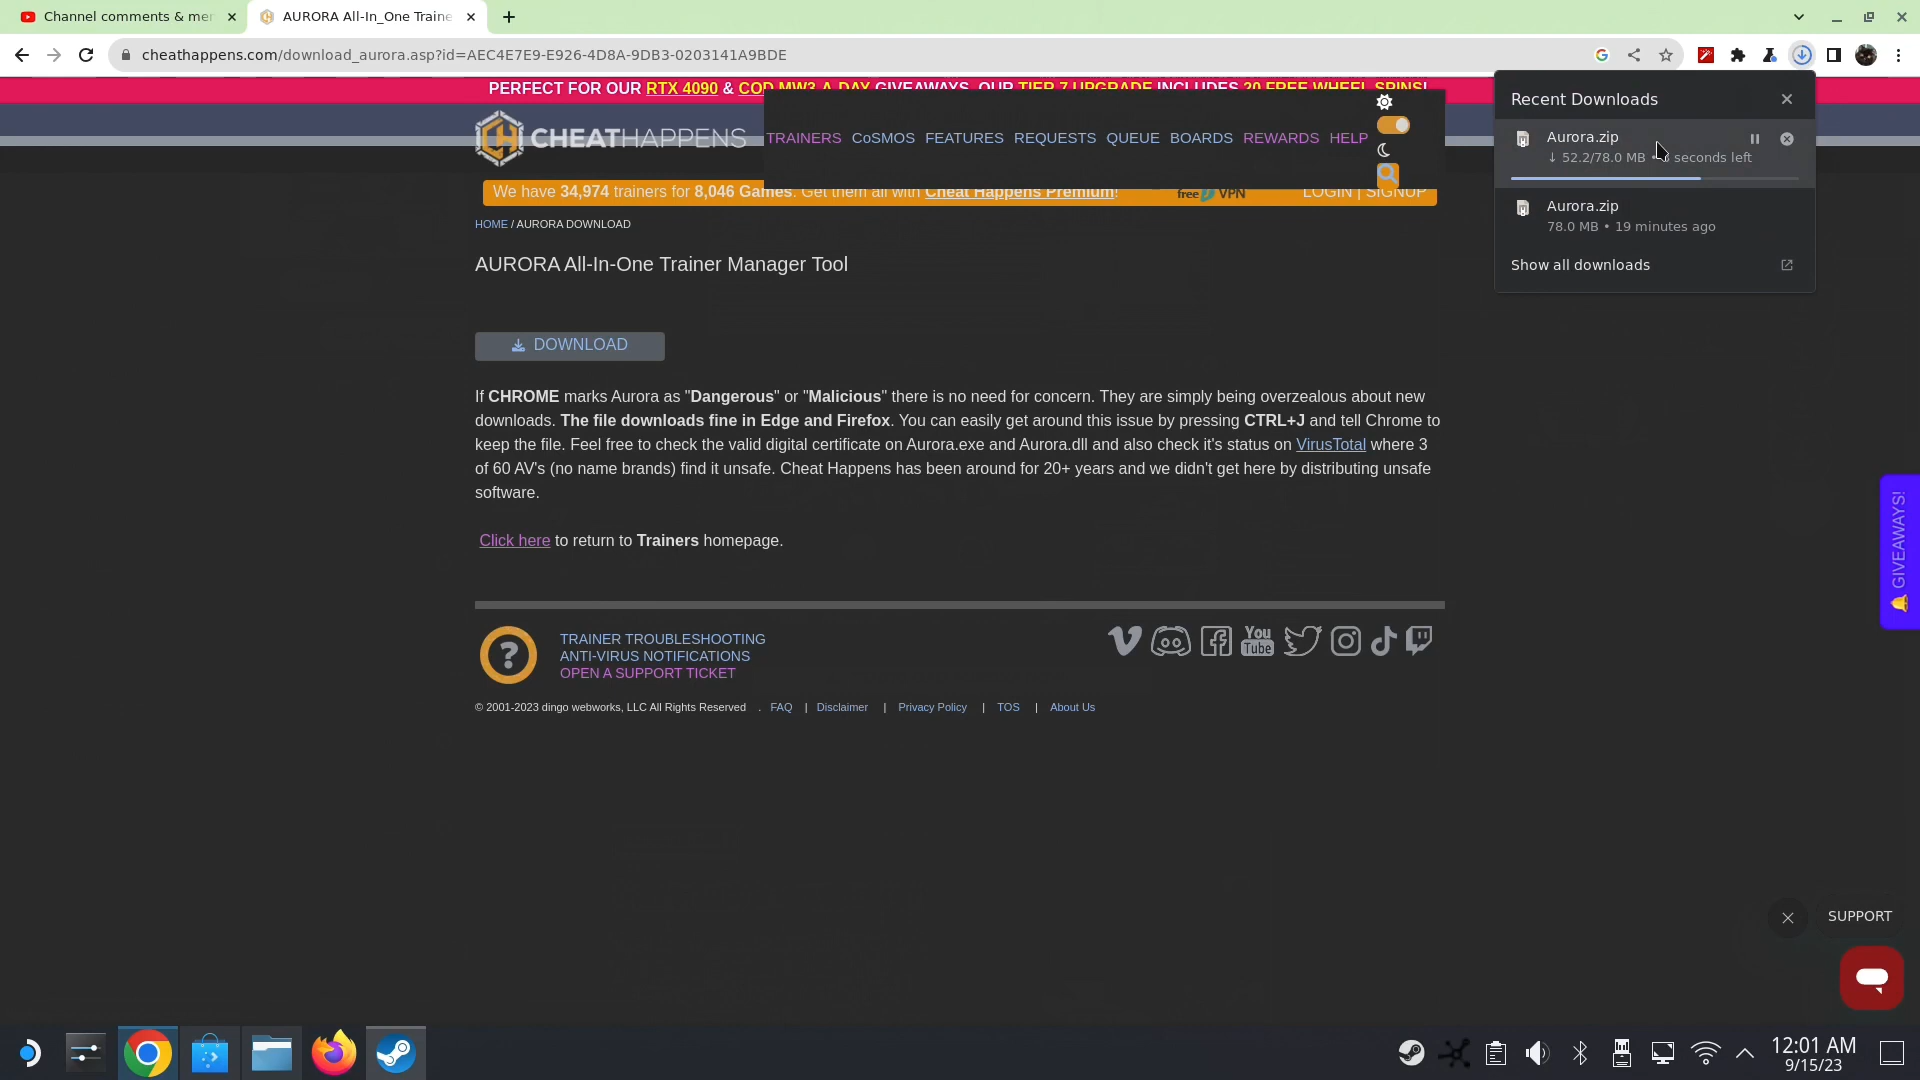 Channel comments & me
AURORA All-In_One Traine
cheathappens.com/download_aurora.asp?id=AEC4E7E9-E926-4D8A-9DB3-0203141A9BDE
PERFECT FOR OUR RTX 4090 & COD MW3-A-DAY GIVEAWAYS. OUR TIER 7 UPGRADE INCLUDES 20 FREE WHEEL SPINS!
CHEATHAPPENS
TRAINERS CoSMOS FEATURES REQUESTS QUEUE BOARDS REWARDS HELP
We have 34,974 trainers for 8,046 Games. Get them all with Cheat Happens Premium!
free VPN
LOGIN | SIGNUP
HOME / AURORA DOWNLOAD
AURORA All-In-One Trainer Manager Tool
DOWNLOAD
If CHROME marks Aurora as "Dangerous" or "Malicious" there is no need for concern. They are simply being overzealous about new
downloads. The file downloads fine in Edge and Firefox. You can easily get around this issue by pressing CTRL+J and tell Chrome to
keep the file. Feel free to check the valid digital certificate on Aurora.exe and Aurora.dll and also check it's status on VirusTotal where 3
of 60 AV's (no name brands) find it unsafe. Cheat Happens has been around for 20+ years and we didn't get here by distributing unsafe
software.
Click here to return to Trainers homepage.
TRAINER TROUBLESHOOTING
ANTI-VIRUS NOTIFICATIONS
OPEN A SUPPORT TICKET
You
Tube
© 2001-2023 dingo webworks, LLC All Rights Reserved . FAQ | Disclaimer | Privacy Policy | TOS | About Us
Recent Downloads
Aurora.zip
↓ 52.2/78.0 MB • seconds left
Aurora.zip
78.0 MB • 19 minutes ago
Show all downloads
GIVEAWAYS!
SUPPORT
12:01 AM
9/15/23